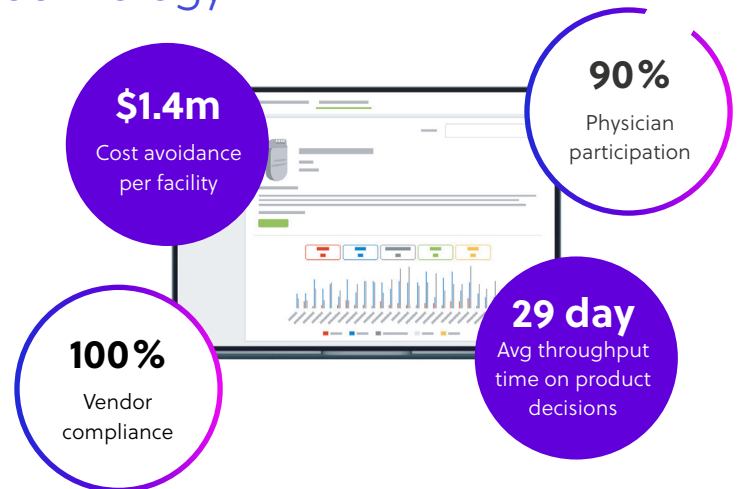 $1.4m
Cost avoidance
per facility
90%
Physician
participation
100%
Vendor
compliance
29 day
Avg throughput
time on product
decisions